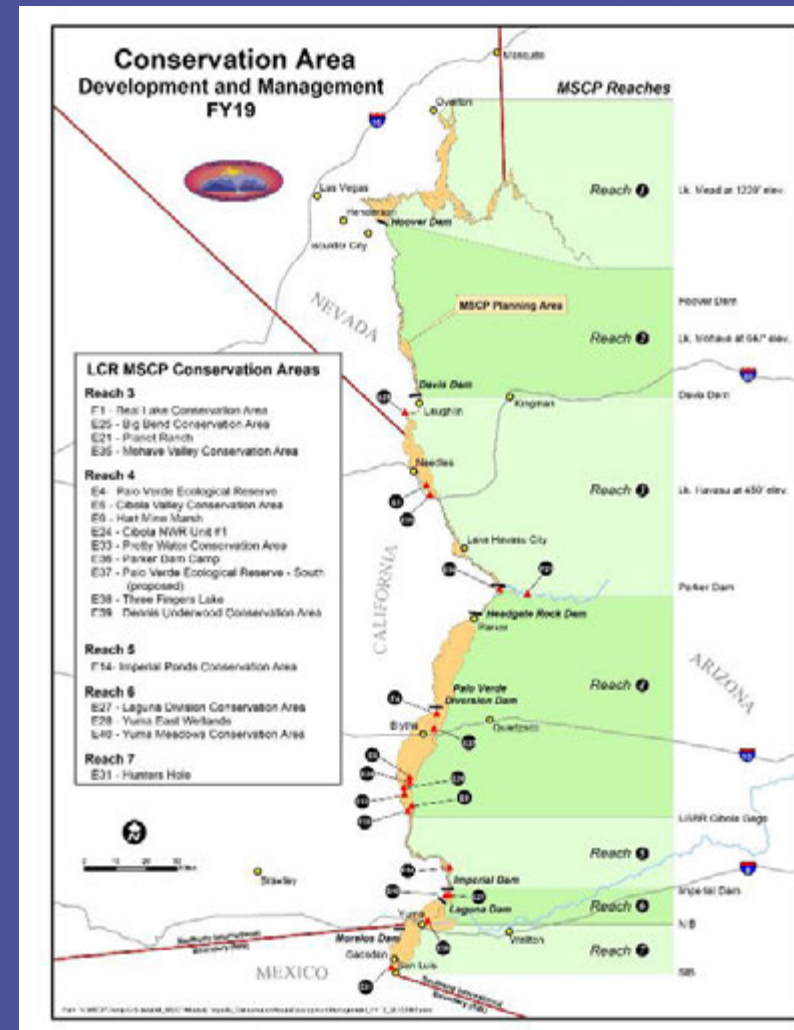 Conservation Area
Development and Management
FY19
MSCP Reaches
Mesquite
Overton
Las Vegas
Henderson
Boulder City
Hoover Dam
NEVADA
MSCP Planning Area
Davis Dam
Laughlin
Kingman
Needles
Lake Havasu City
CALIFORNIA
Headgate Rock Dam
Parker
ARIZONA
Palo Verde
Diversion Dam
Blythe
Quartzsite
Imperial Dam
Laguna Dam
Brawley
Yuma
Morelos Dam
Wellton
Gadsden
San Luis
MEXICO
Reach 1
Reach 2
Reach 3
Reach 4
Reach 5
Reach 6
Reach 7
Lk. Mead at 1229' elev.
Hoover Dam
Lk. Mohave at 647' elev.
Davis Dam
Lk. Havasu at 450' elev.
Parker Dam
Cibola Gage
Imperial Dam
NIB
SIB
LCR MSCP Conservation Areas
Reach 3
E1 - Beal Lake Conservation Area
E25 - Big Bend Conservation Area
E21 - Planet Ranch
E35 - Mohave Valley Conservation Area
Reach 4
E4 - Palo Verde Ecological Reserve
E5 - Cibola Valley Conservation Area
E9 - Hart Mine Marsh
E24 - Cibola NWR Unit #1
E33 - Pretty Water Conservation Area
E36 - Parker Dam Camp
E37 - Palo Verde Ecological Reserve - South
(proposed)
E38 - Three Fingers Lake
E39 - Dennis Underwood Conservation Area
Reach 5
E14- Imperial Ponds Conservation Area
Reach 6
E27 - Laguna Division Conservation Area
E28 - Yuma East Wetlands
E40 - Yuma Meadows Conservation Area
Reach 7
E31 - Hunters Hole